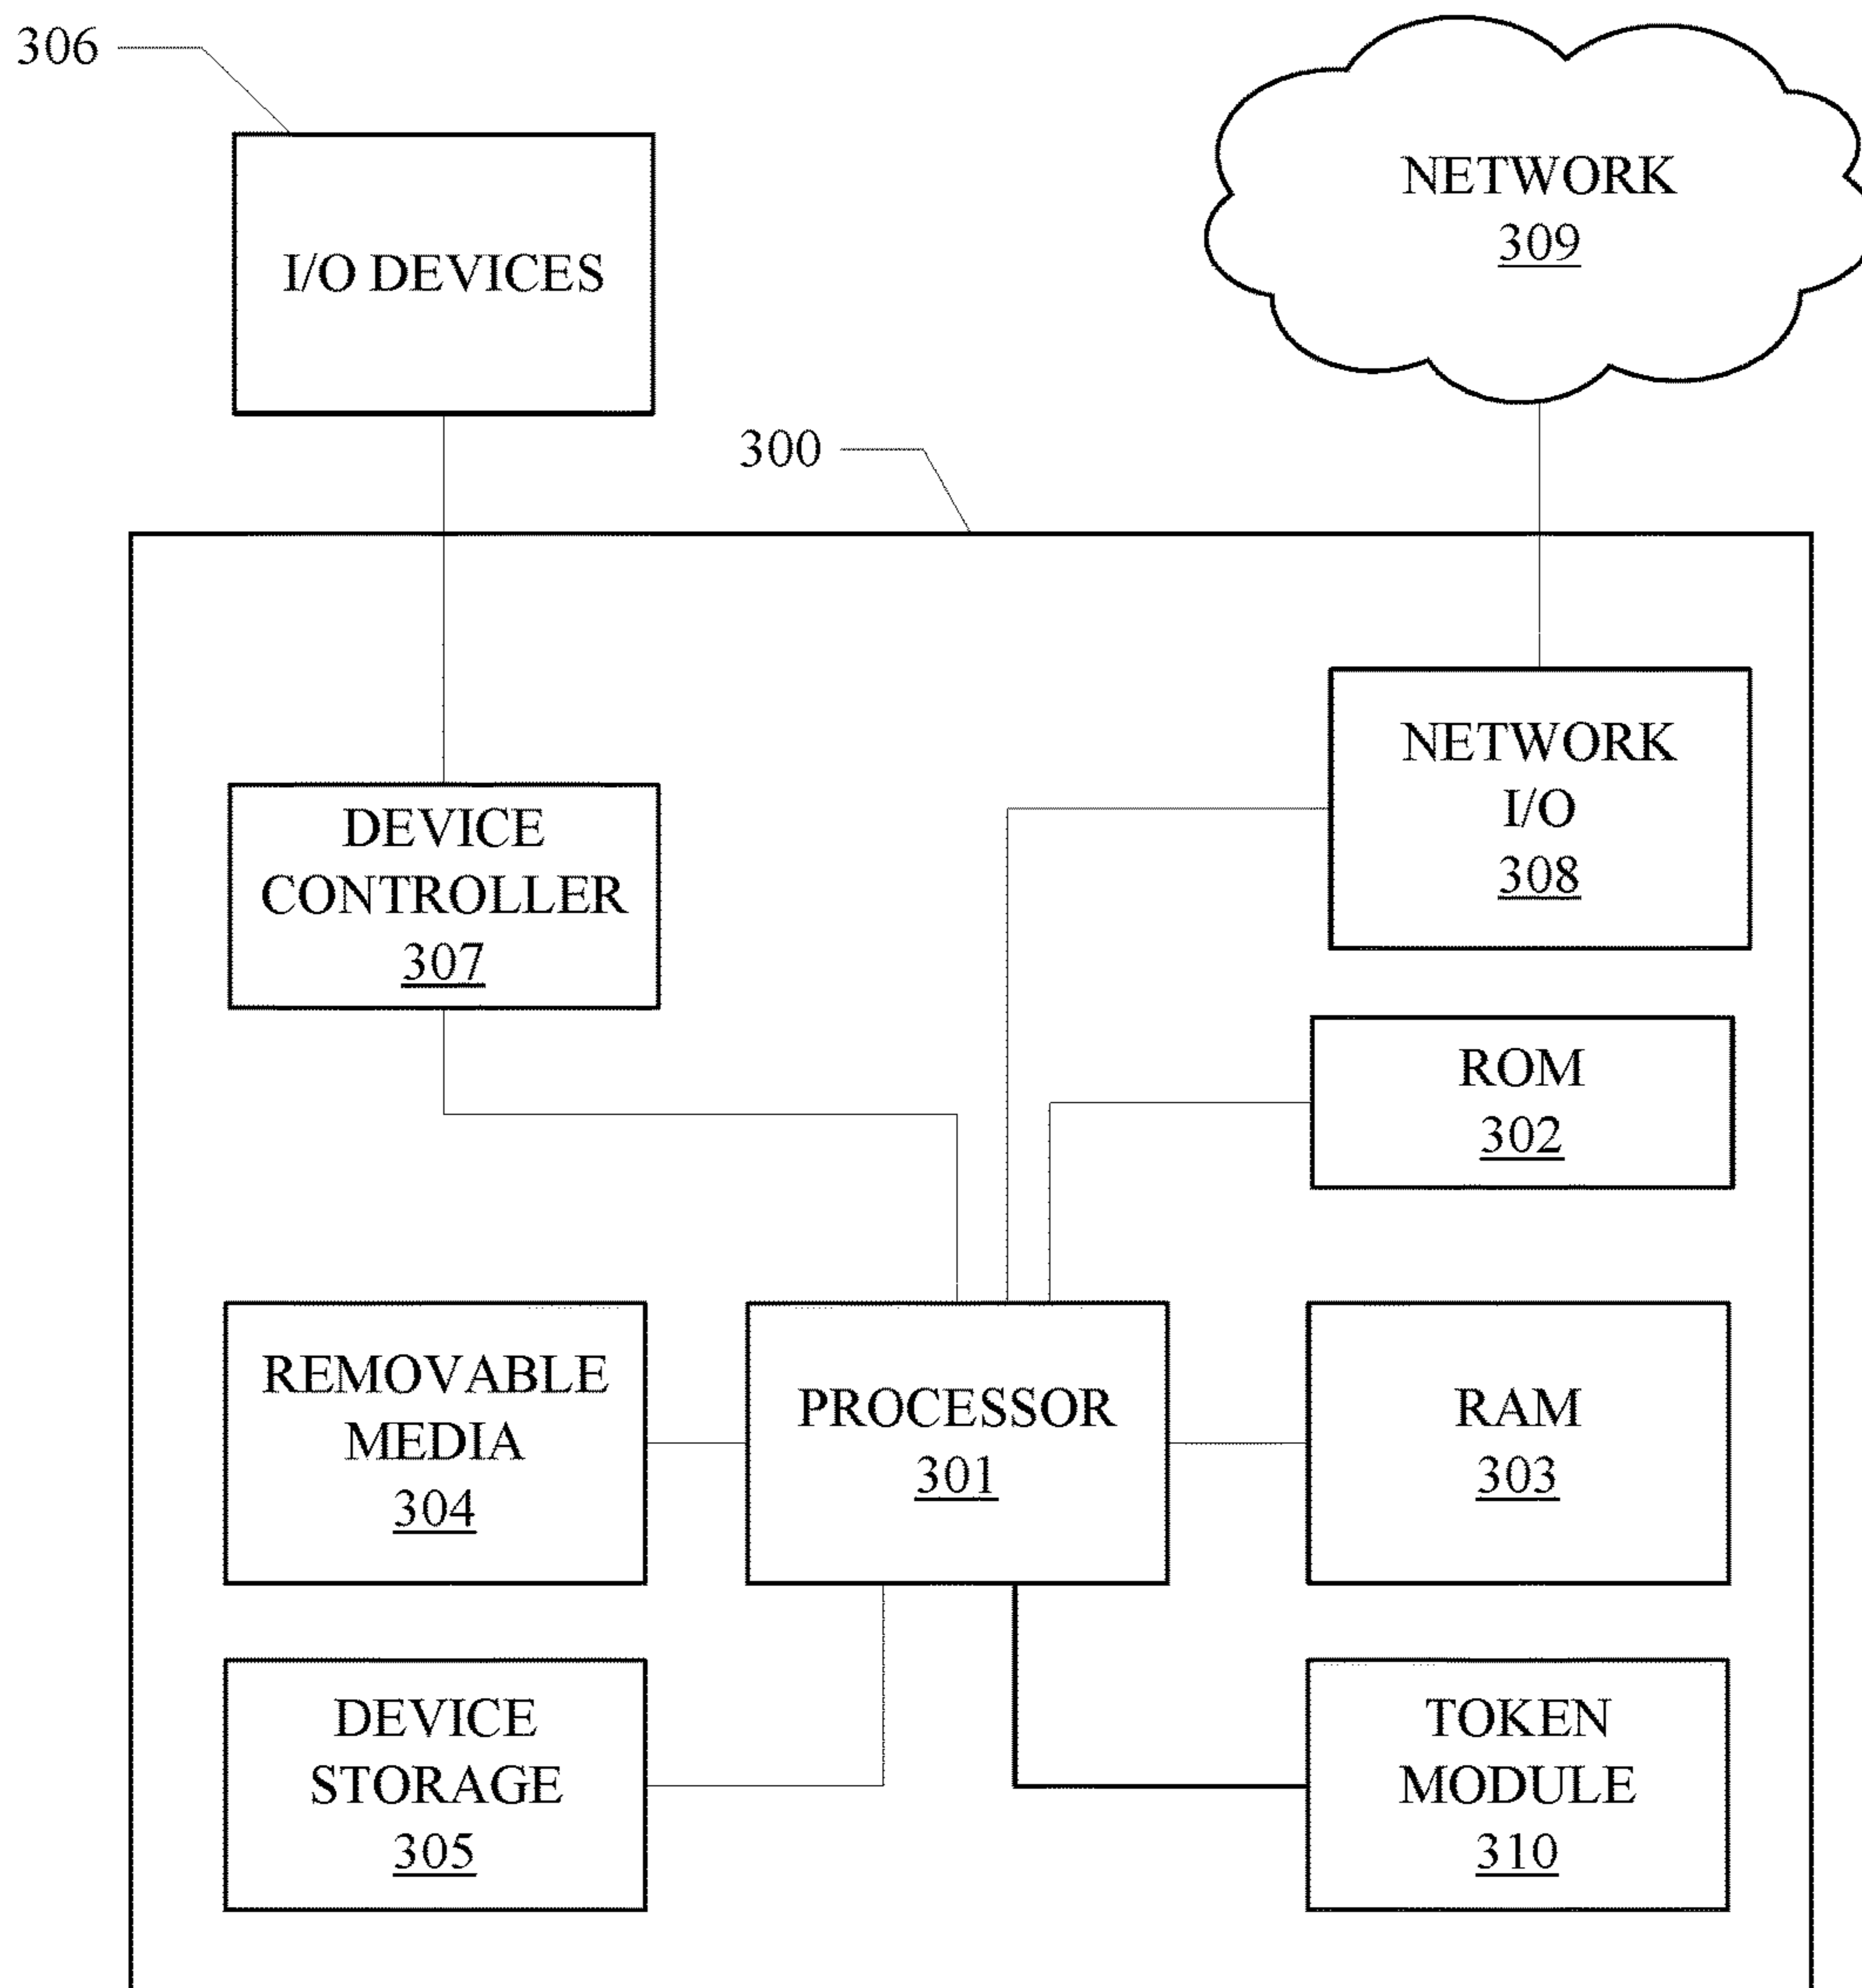 306
I/O DEVICES
NETWORK
309
300
NETWORK
I/O
308
DEVICE
CONTROLLER
307
ROM
302
REMOVABLE
MEDIA
304
PROCESSOR
301
RAM
303
DEVICE
STORAGE
305
TOKEN
MODULE
310